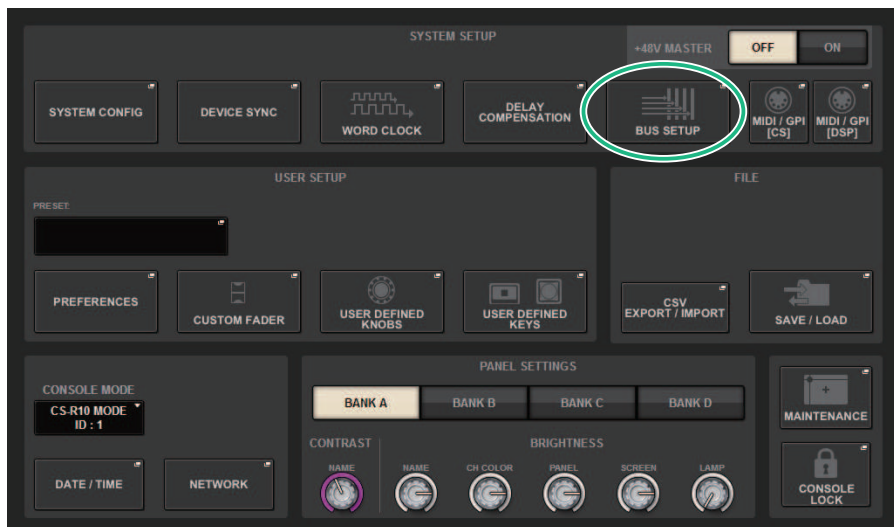 SYSTEM SETUP
+48V MASTER
OFF
ON
SYSTEM CONFIG
DEVICE SYNC
WORD CLOCK
DELAY
COMPENSATION
BUS SETUP
MIDI / GPI
[CS]
MIDI / GPI
[DSP]
USER SETUP
PRESET
PREFERENCES
CUSTOM FADER
USER DEFINED
KNOBS
USER DEFINED
KEYS
FILE
CSV
EXPORT / IMPORT
SAVE / LOAD
CONSOLE MODE
CS-R10 MODE
ID : 1
DATE / TIME
NETWORK
PANEL SETTINGS
BANK A
BANK B
BANK C
BANK D
CONTRAST
BRIGHTNESS
NAME
NAME
CH COLOR
PANEL
SCREEN
LAMP
MAINTENANCE
CONSOLE
LOCK